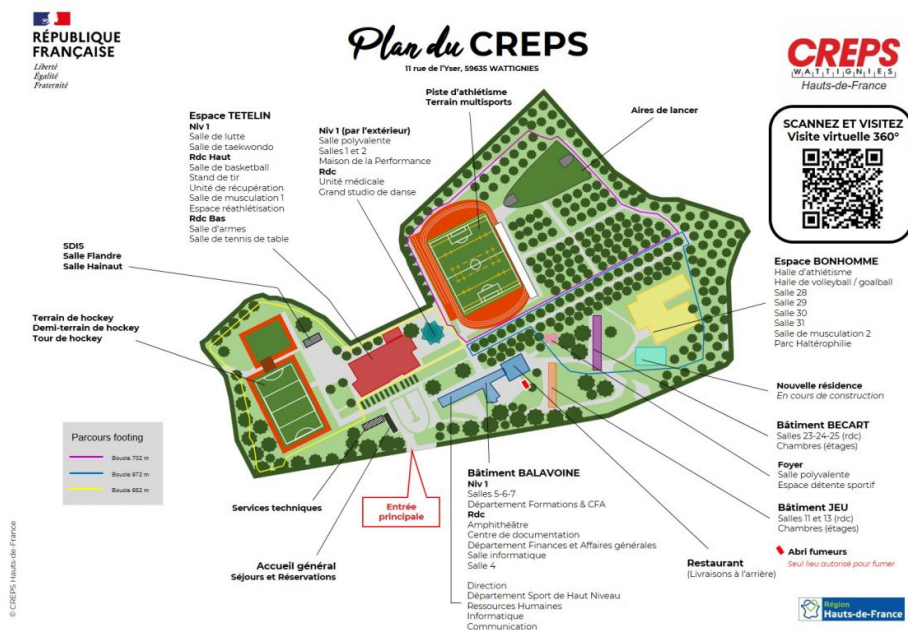 RÉPUBLIQUE
FRANÇAISE
Liberté
Égalité
Fraternité
Plan du CREPS
11 rue de l'Yser, 59635 WATTIGNIES
CREPS
WATTIGNIES
Hauts-de-France
SCANNEZ ET VISITEZ
Visite virtuelle 360°
Piste d'athlétisme
Terrain multisports
Aires de lancer
Espace TETELIN
Niv 1
Salle de lutte
Salle de taekwondo
Rdc Haut
Salle de basketball
Stand de tir
Unité de récupération
Salle de musculation 1
Espace réathlétisation
Rdc Bas
Salle d'armes
Salle de tennis de table
Niv 1 (par l'extérieur)
Salle polyvalente
Salles 1 et 2
Maison de la Performance
Rdc
Unité médicale
Grand studio de danse
SDIS
Salle Flandre
Salle Hainaut
Terrain de hockey
Demi-terrain de hockey
Tour de hockey
Espace BONHOMME
Halle d'athlétisme
Halle de volleyball / goalball
Salle 28
Salle 29
Salle 30
Salle 31
Salle de musculation 2
Parc Haltérophilie
Nouvelle résidence
En cours de construction
Bâtiment BECART
Salles 23-24-25 (rdc)
Chambres (étages)
Foyer
Salle polyvalente
Espace détente sportif
Bâtiment JEU
Salles 11 et 13 (rdc)
Chambres (étages)
Abri fumeurs
Seul lieu autorisé pour fumer
Parcours footing
Boucle 702 m
Boucle 972 m
Boucle 982 m
Services techniques
Entrée
principale
Accueil général
Séjours et Réservations
Bâtiment BALAVOINE
Niv 1
Salles 5-6-7
Département Formations & CFA
Rdc
Amphithéâtre
Centre de documentation
Département Finances et Affaires générales
Salle informatique
Salle 4
Direction
Département Sport de Haut Niveau
Ressources Humaines
Informatique
Communication
Restaurant
(Livraisons à l'arrière)
© CREPS Hauts-de-France
Région
Hauts-de-France